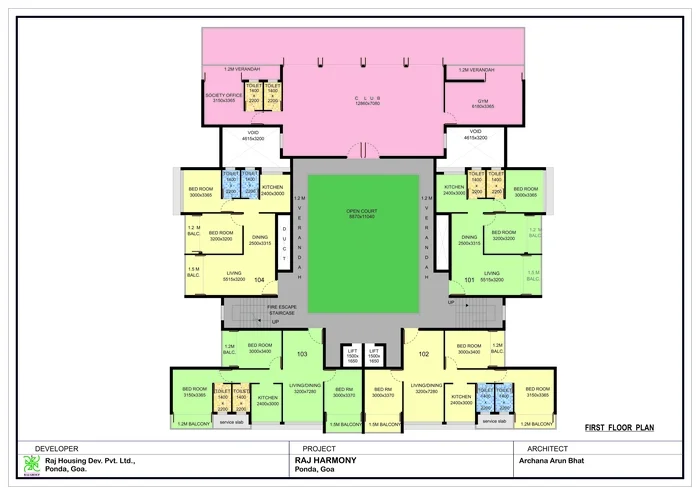 1.2M VERANDAH
1.2M VERANDAH
SOCIETY OFFICE
3150x3365
TOILET
1400
x
2200
TOILET
1400
x
2200
C L U B
12860x7080
GYM
6190x3365
VOID
4615x3200
VOID
4615x3200
BED ROOM
3000x3365
TOILET
1400
x
2200
TOILET
1400
x
2200
KITCHEN
2400x3000
1.2 M VERANDAH
OPEN COURT
1.2 M VERANDAH
KITCHEN
2400x3000
TOILET
1400
x
2200
TOILET
1400
x
2200
BED ROOM
3000x3365
1.2 M
BALC.
BED ROOM
3200x3200
DINING
2500x3315
DUCT
DINING
2500x3315
BED ROOM
3200x3200
1.2 M
BALC.
1.5 M
BALC.
LIVING
5515x3200
104
LIVING
5515x3200
101
1.5 M
BALC.
FIRE ESCAPE
STAIRCASE
UP
UP
1.2M
BALC.
BED ROOM
3000x3400
103
LIFT
1500x
1650
LIFT
1500x
1650
102
BED ROOM
3000x3400
1.2M
BALC.
BED ROOM
3150x3365
TOILET
1400
x
2200
TOILET
1400
x
2200
KITCHEN
2400x3000
LIVING/DINING
3200x7280
BED RM
3000x3370
BED RM
3000x3370
LIVING/DINING
3200x7280
KITCHEN
2400x3000
TOILET
1400
x
2200
TOILET
1400
x
2200
BED ROOM
3150x3365
1.2M BALCONY
service slab
1.5M BALCONY
1.5M BALCONY
service slab
1.2M BALCONY
FIRST FLOOR PLAN
DEVELOPER
Raj Housing Dev. Pvt. Ltd.,
Ponda, Goa.
PROJECT
RAJ HARMONY
Ponda, Goa
ARCHITECT
Archana Arun Bhat